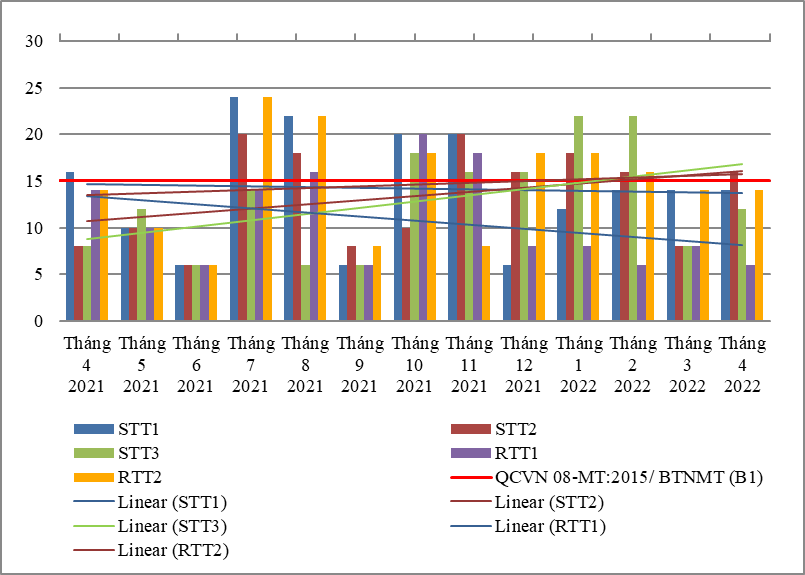 30
25
20
15
10
5
0
Tháng Tháng Tháng Tháng Tháng Tháng Tháng Tháng Tháng Tháng Tháng Tháng Tháng
4 5 6 7 8 9 10 11 12 1 2 3 4
2021 2021 2021 2021 2021 2021 2021 2021 2021 2022 2022 2022 2022
STT1 STT2
STT3 RTT1
RTT2 QCVN 08-MT:2015/ BTNMT (B1)
Linear (STT1) Linear (STT2)
Linear (STT3) Linear (RTT1)
Linear (RTT2)